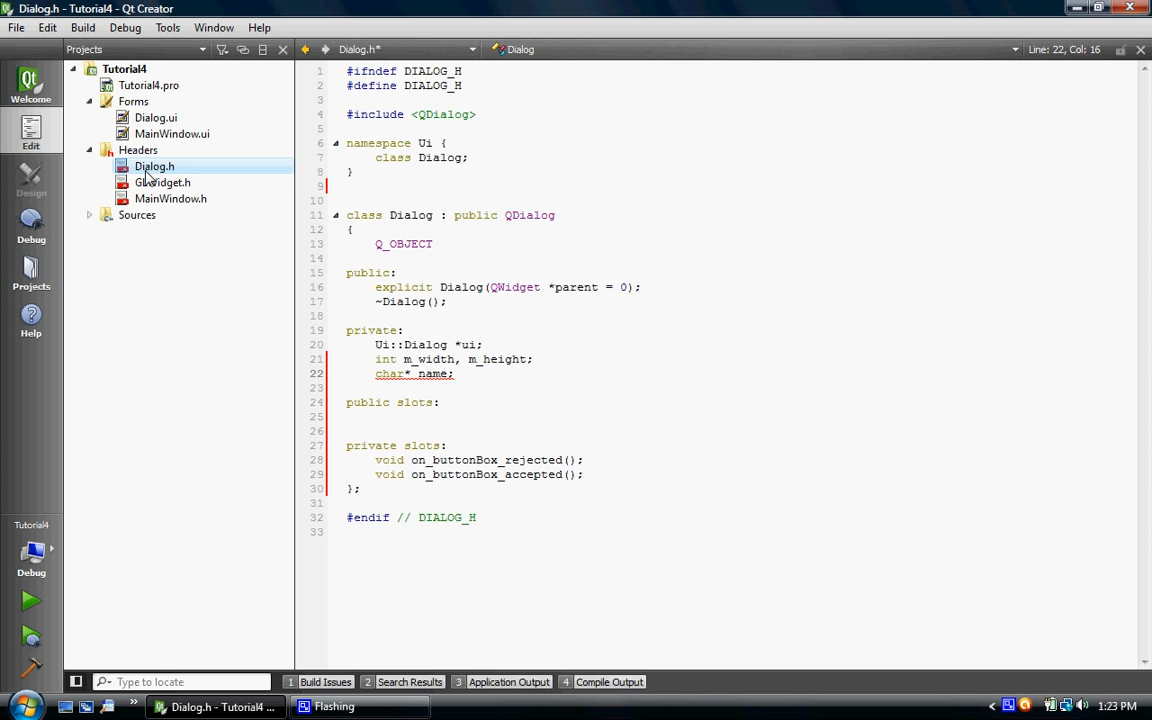 Dialog.h - Tutorial4 - Qt Creator
File Edit Build Debug Tools Window Help
Projects
Dialog.h*
Dialog
Line: 22, Col: 16
Welcome
Edit
Design
Debug
Projects
Help
Tutorial4
Debug
Tutorial4
Tutorial4.pro
Forms
Dialog.ui
MainWindow.ui
Headers
Dialog.h
GLWidget.h
MainWindow.h
Sources
1 #ifndef DIALOG_H
2 #define DIALOG_H
3
4 #include <QDialog>
5
6 namespace Ui {
7 class Dialog;
8 }
9
10
11 class Dialog : public QDialog
12 {
13 Q_OBJECT
14
15 public:
16 explicit Dialog(QWidget *parent = 0);
17 ~Dialog();
18
19 private:
20 Ui::Dialog *ui;
21 int m_width, m_height;
22 char* name;
23
24 public slots:
25
26
27 private slots:
28 void on_buttonBox_rejected();
29 void on_buttonBox_accepted();
30 };
31
32 #endif // DIALOG_H
33
Type to locate
1 Build Issues 2 Search Results 3 Application Output 4 Compile Output
Dialog.h - Tutorial4 ...
Flashing
1:23 PM